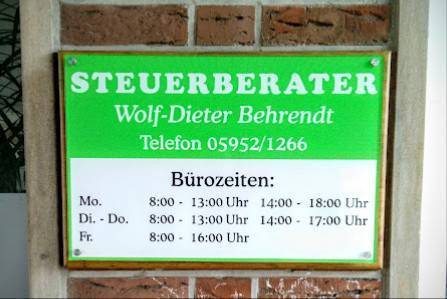 STEUERBERATER
Wolf-Dieter Behrendt
Telefon 05952/1266
Bürozeiten:
Mo. 8:00 - 13:00 Uhr 14:00 - 18:00 Uhr
Di. - Do. 8:00 - 13:00 Uhr 14:00 - 17:00 Uhr
Fr. 8:00 - 16:00 Uhr